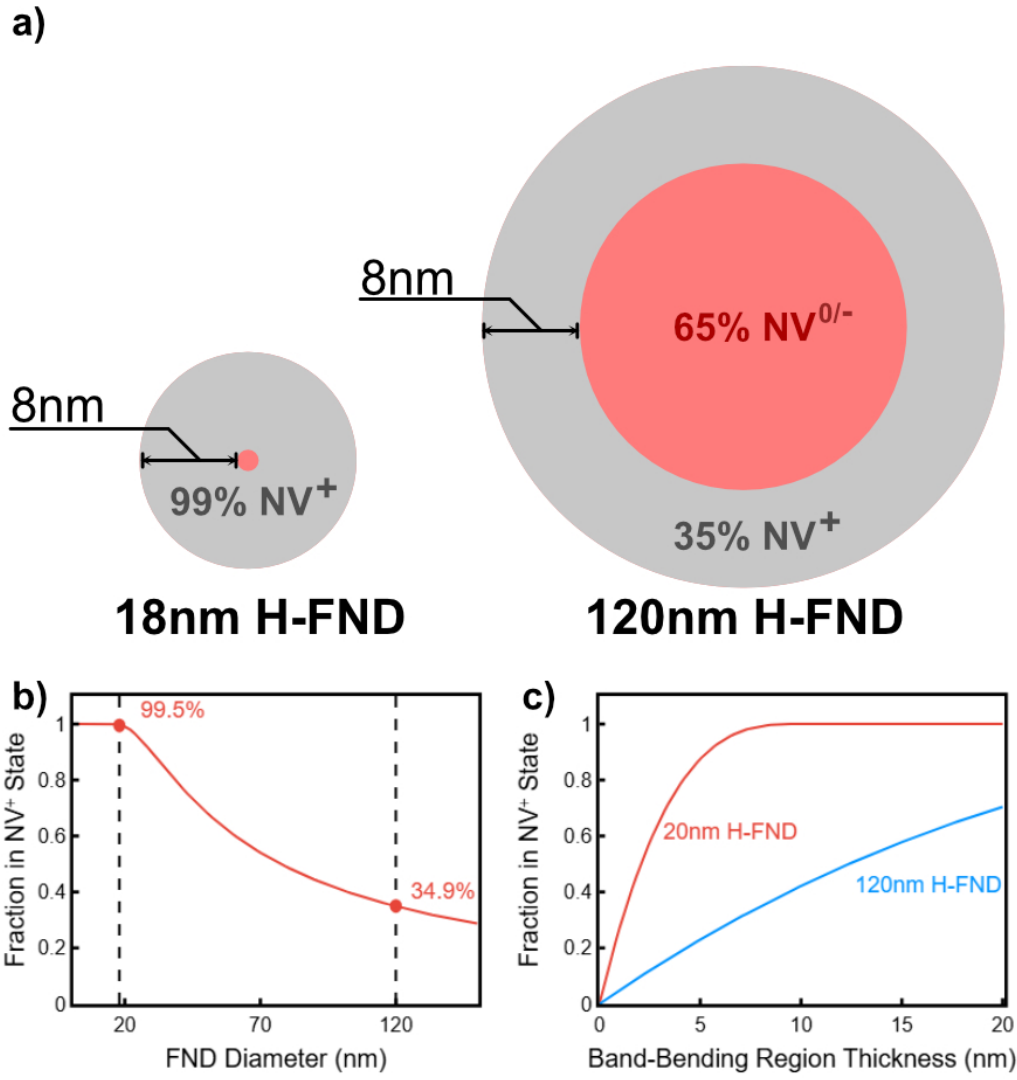 a)
8nm
65% NV⁰/⁻
8nm
99% NV⁺
35% NV⁺
18nm H-FND
120nm H-FND
b)
99.5%
34.9%
Fraction in NV⁺ State
1
0.8
0.6
0.4
0.2
0
20
70
120
FND Diameter (nm)
c)
20nm H-FND
120nm H-FND
Fraction in NV⁺ State
1
0.8
0.6
0.4
0.2
0
0
5
10
15
20
Band-Bending Region Thickness (nm)